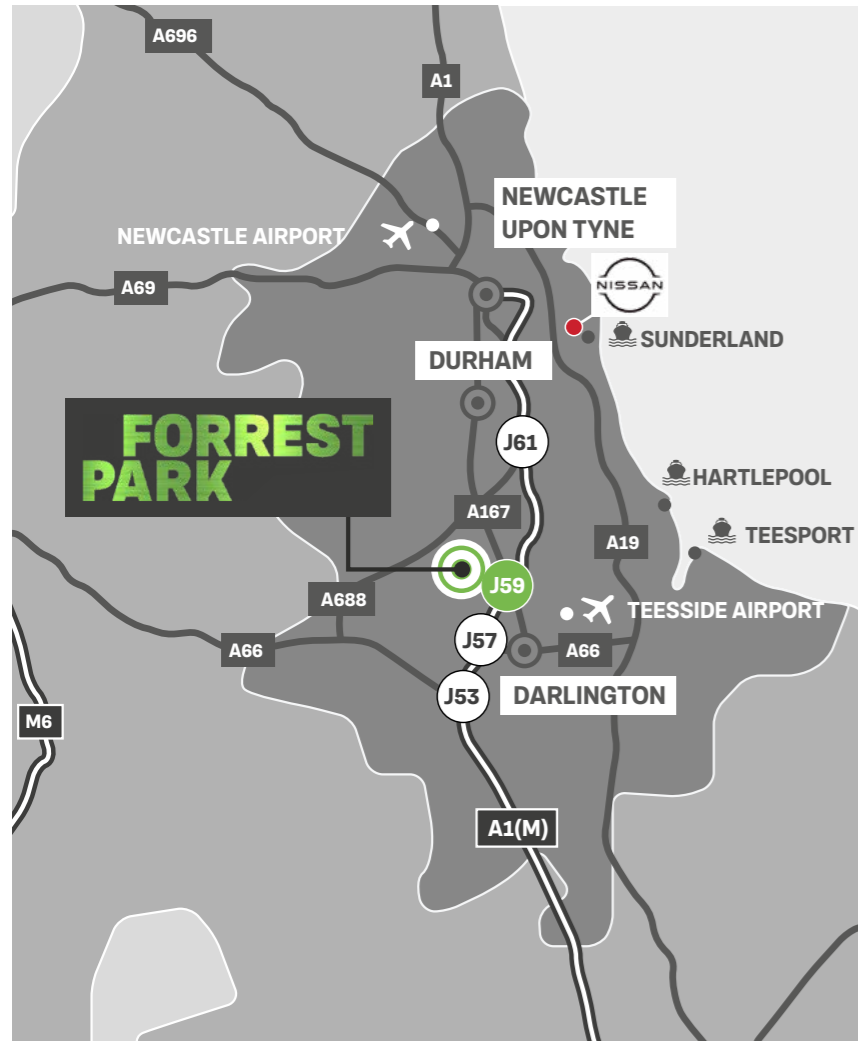 A696
A1
NEWCASTLE
UPON TYNE
NEWCASTLE AIRPORT
A69
NISSAN
SUNDERLAND
DURHAM
FORREST
PARK
J61
HARTLEPOOL
A167
TEESPORT
A19
J59
A688
TEESSIDE AIRPORT
J57
A66
A66
J53
DARLINGTON
M6
A1(M)